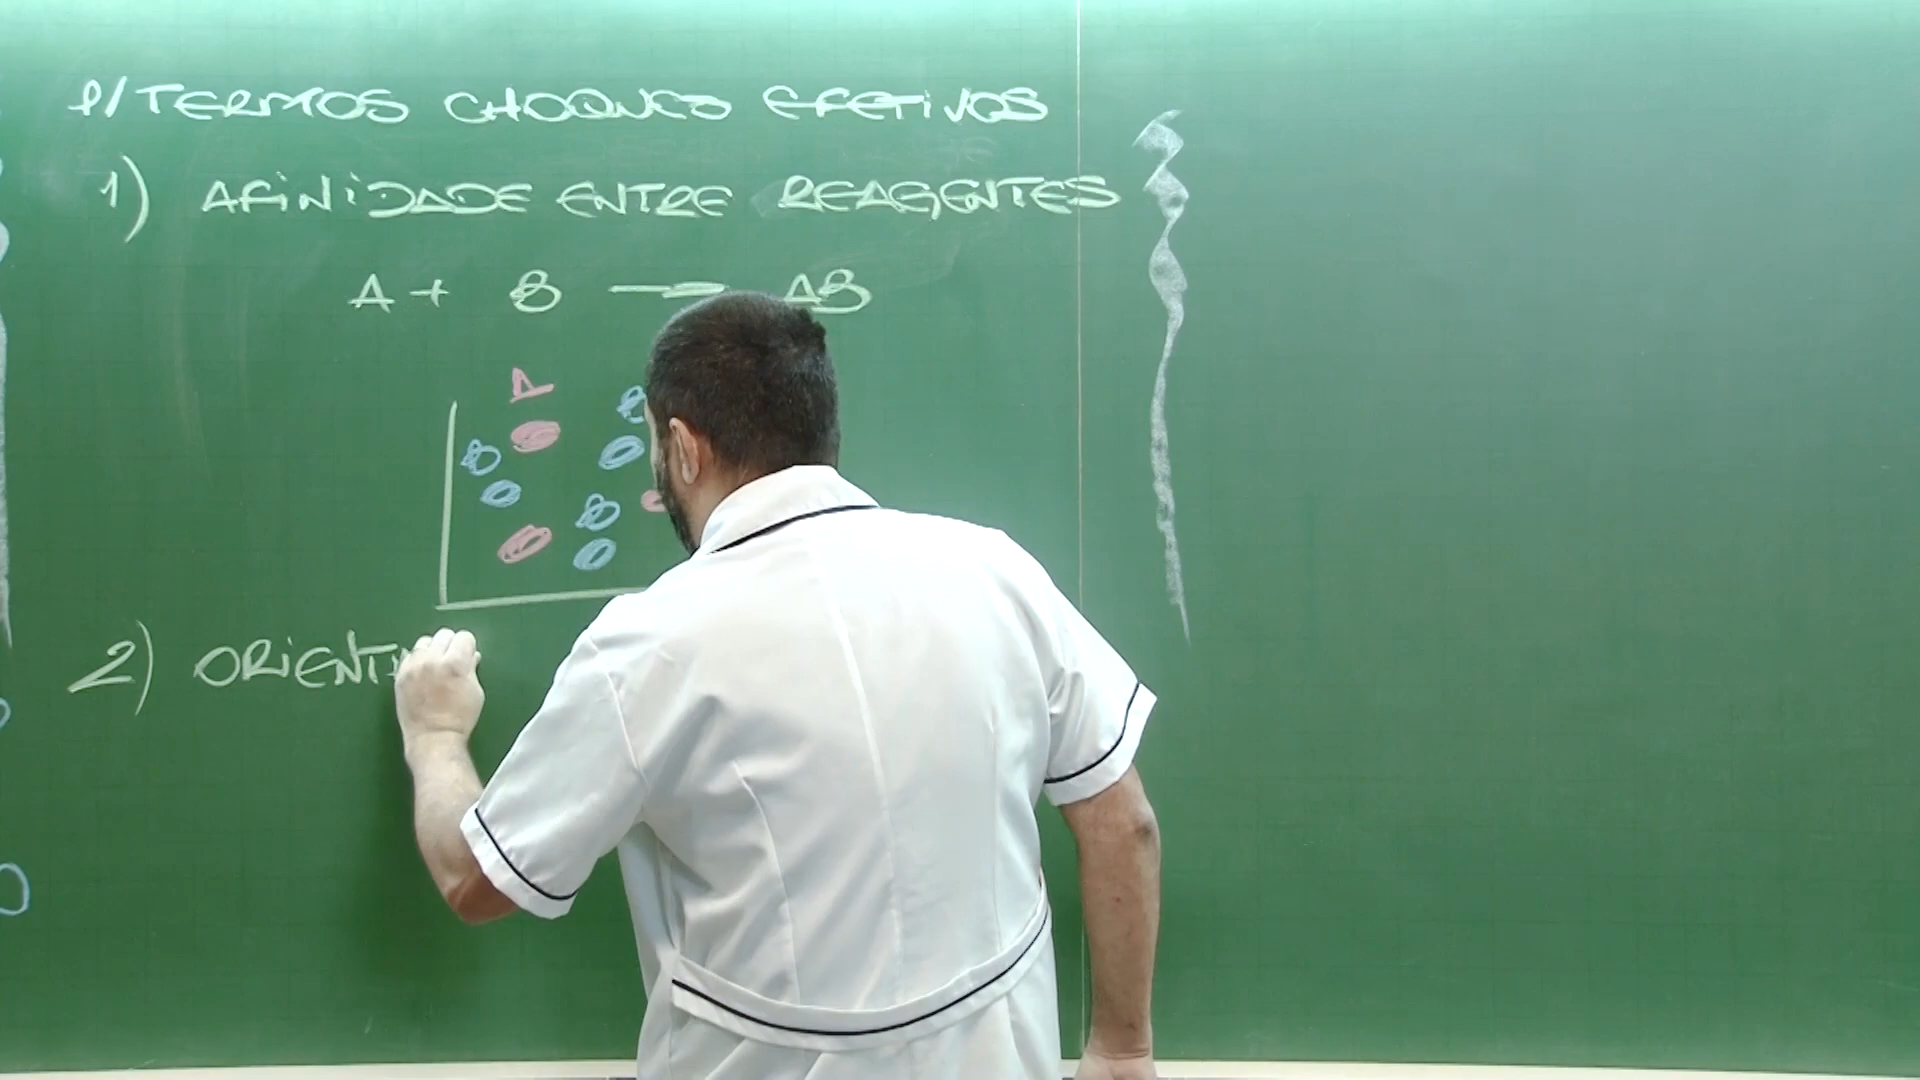 P/ TERMOS CHOQUES EFETIVOS
1) AFINIDADE ENTRE REAGENTES
A + B → AB
A
B
B
2) ORIENT